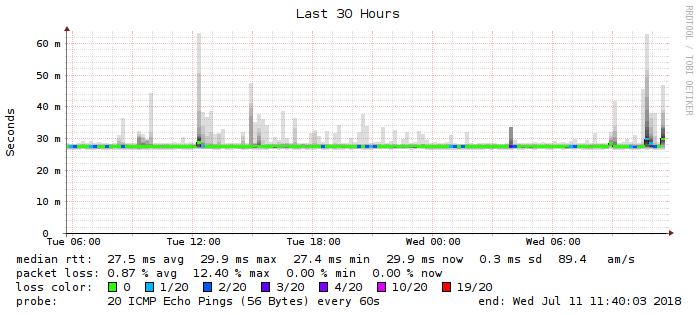 Last 30 Hours
RRDTOOL / TOBI OETIKER
Seconds
60 m
50 m
40 m
30 m
20 m
10 m
0
Tue 06:00 Tue 12:00 Tue 18:00 Wed 00:00 Wed 06:00
median rtt: 27.5 ms avg 29.9 ms max 27.4 ms min 29.9 ms now 0.3 ms sd 89.4 am/s
packet loss: 0.87 % avg 12.40 % max 0.00 % min 0.00 % now
loss color: 0 1/20 2/20 3/20 4/20 10/20 19/20
probe: 20 ICMP Echo Pings (56 Bytes) every 60s end: Wed Jul 11 11:40:03 2018